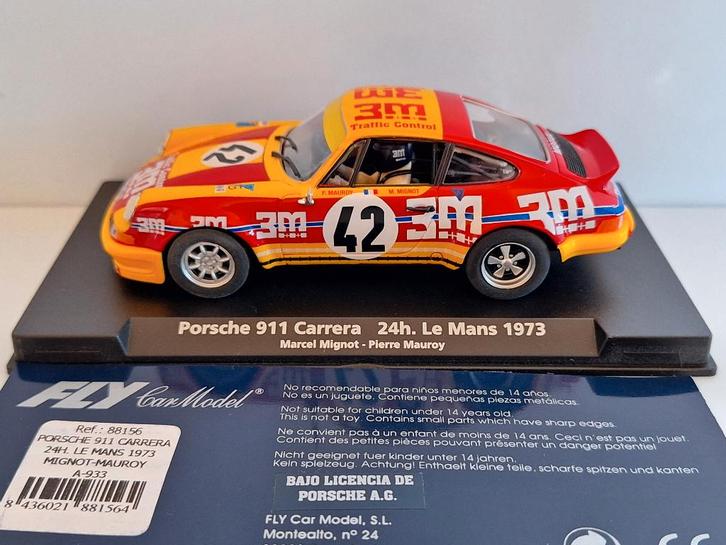 3M
Traffic Control
42
GT
P. MAUROY M. MIGNOT
3M
3M
42
3M
3M
Porsche 911 Carrera 24h. Le Mans 1973
Marcel Mignot - Pierre Mauroy
FLY Car Model ®
Ref.: 88156
PORSCHE 911 CARRERA
24H. LE MANS 1973
MIGNOT-MAUROY
A-933
8 436021 881564
No recomendable para niños menores de 14 años.
No es un juguete. Contiene pequeñas piezas metálicas.
Not suitable for children under 14 years old.
This is not a toy. Contains small parts which have sharp edges.
Ne convient pas à un enfant de moins de 14 ans. Ceci n'est pas un jouet.
Contient des petites pièces pouvant présenter un danger potentiel
Nicht geeignet fuer kinder unter 14 jahren.
Kein spielzeug. Achtung! Enthaelt kleine teile, scharfe spitzen und kanten
BAJO LICENCIA DE
PORSCHE A.G.
FLY Car Model, S.L.
Montealto, nº 24